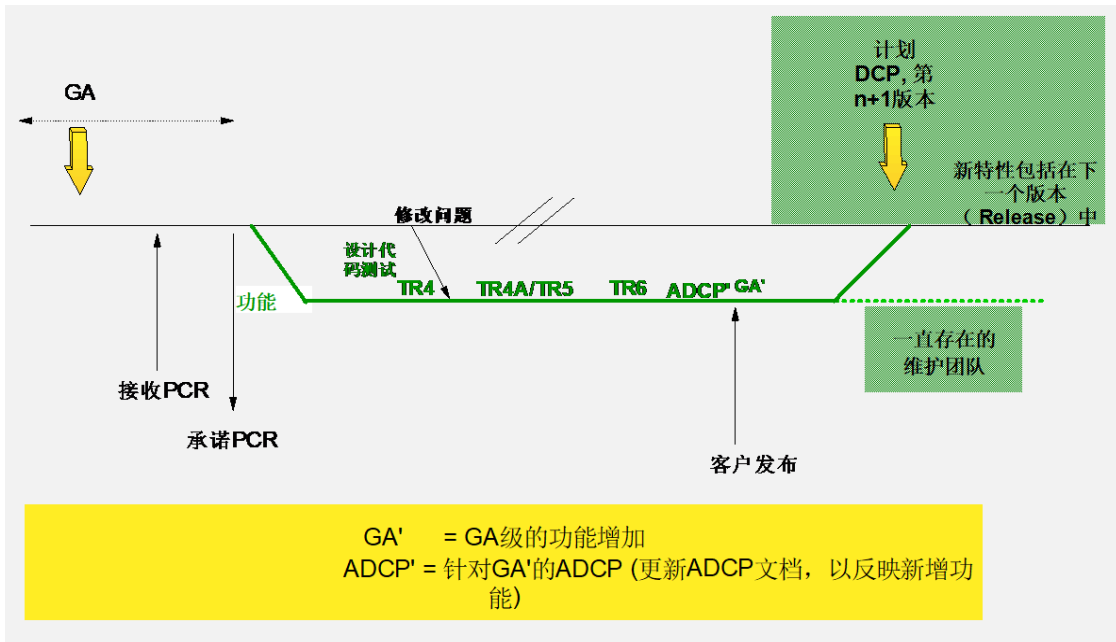 GA
计划
DCP, 第
n+1版本
新特性包括在下
一个版本
（ Release）中
修改问题
设计代
码测试
TR4
TR4A/TR5
TR6
ADCP'
GA'
功能
一直存在的
维护团队
接收PCR
承诺PCR
客户发布
GA' = GA级的功能增加
ADCP' = 针对GA'的ADCP (更新ADCP文档，以反映新增功
能)